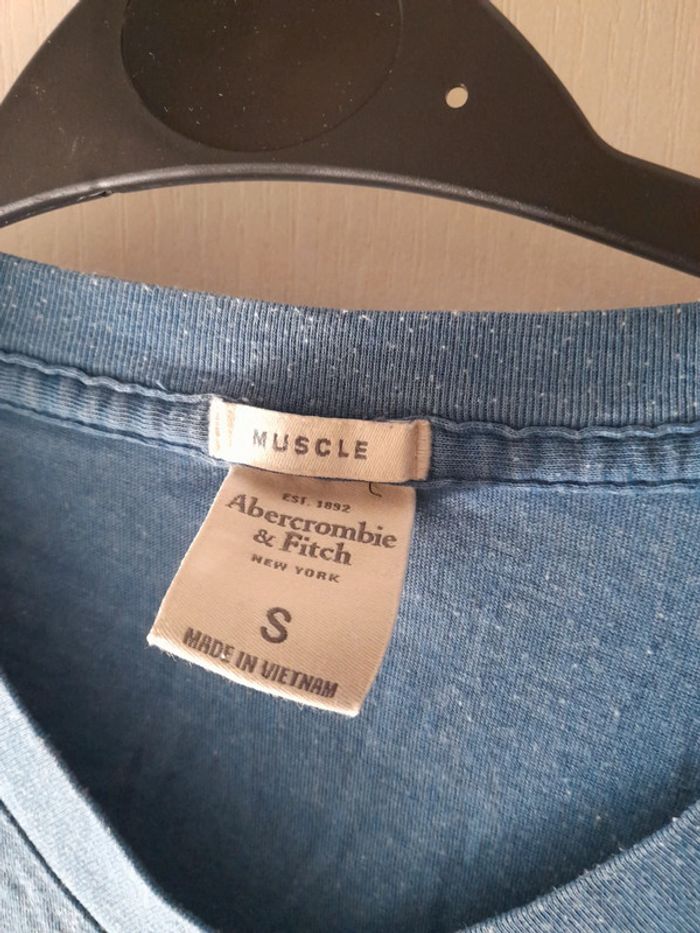 MUSCLE
EST. 1892
Abercrombie
& Fitch
NEW YORK
S
MADE IN VIETNAM